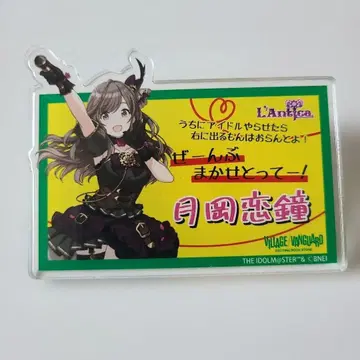 L'Antica
うちにアイドルやらせたら
右に出るもんはおらんとよ～!
ぜーんぶ
まかせとってー!
月岡恋鐘
VILLAGE/VANGUARD
THE IDOLM@STER™& ©BNEI